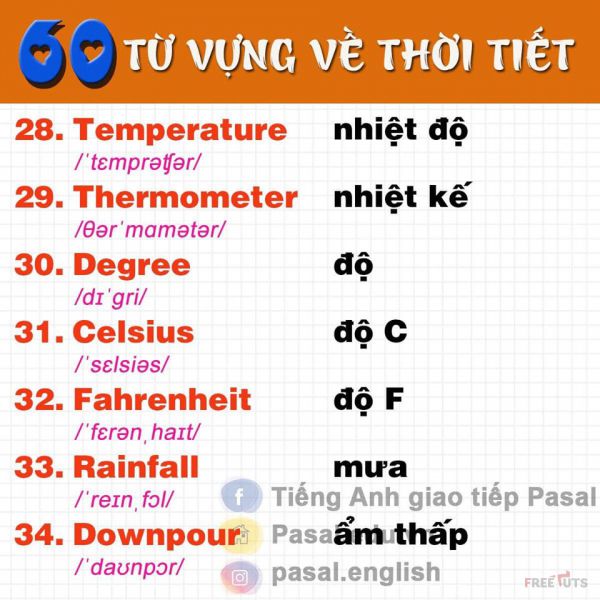 60 TỪ VỰNG VỀ THỜI TIẾT
28. Temperature nhiệt độ
/ˈtɛmprəʧər/
29. Thermometer nhiệt kế
/θərˈmɑmətər/
30. Degree độ
/dɪˈgri/
31. Celsius độ C
/ˈsɛlsiəs/
32. Fahrenheit độ F
/ˈfɛrənˌhaɪt/
33. Rainfall mưa
/ˈreɪnˌfɔl/
Tiếng Anh giao tiếp Pasal
34. Downpour ẩm thấp
/ˈdaʊnpɔr/
pasal.english
FREETUTS